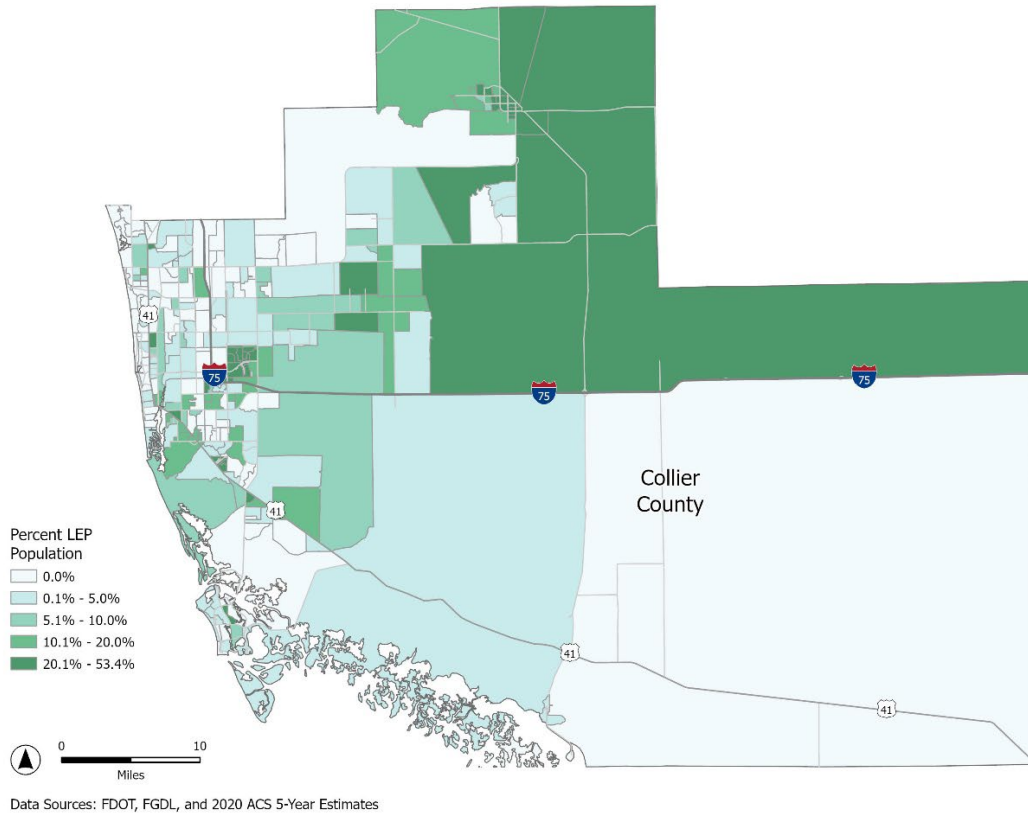 41
75
75
75
Collier
County
41
Percent LEP
Population
0.0%
0.1% - 5.0%
5.1% - 10.0%
10.1% - 20.0%
20.1% - 53.4%
41
41
0 10
Miles
Data Sources: FDOT, FGDL, and 2020 ACS 5-Year Estimates